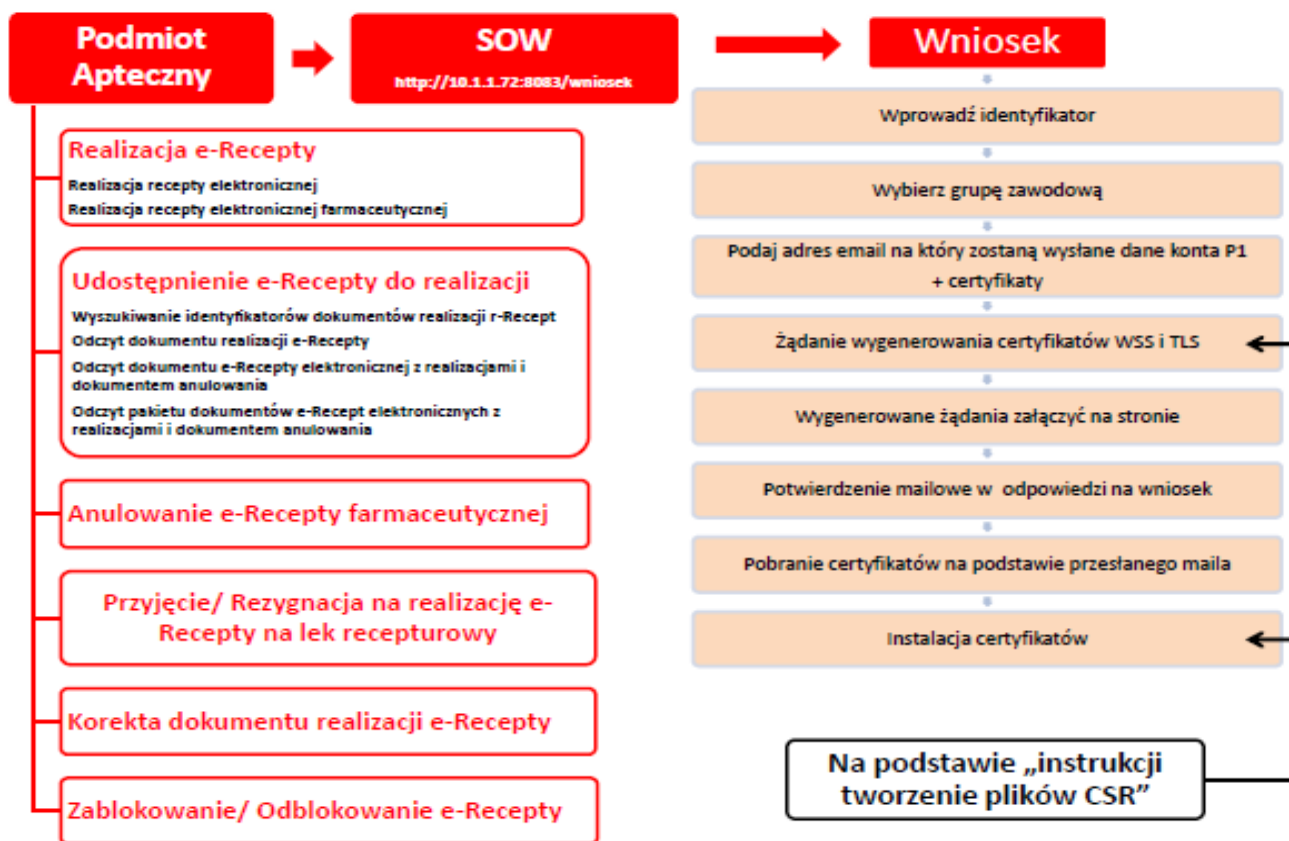 Podmiot
Apteczny
SOW
http://10.1.1.72:8083/wniosek
Wniosek
Realizacja e-Recepty
Realizacja recepty elektronicznej
Realizacja recepty elektronicznej farmaceutycznej
Udostępnienie e-Recepty do realizacji
Wyszukiwanie identyfikatorów dokumentów realizacji r-Recept
Odczyt dokumentu realizacji e-Recepty
Odczyt dokumentu e-Recepty elektronicznej z realizacjami i
dokumentem anulowania
Odczyt pakietu dokumentów e-Recept elektronicznych z
realizacjami i dokumentem anulowania
Anulowanie e-Recepty farmaceutycznej
Przyjęcie/ Rezygnacja na realizację e-
Recepty na lek recepturowy
Korekta dokumentu realizacji e-Recepty
Zablokowanie/ Odblokowanie e-Recepty
Wprowadź identyfikator
Wybierz grupę zawodową
Podaj adres email na który zostaną wysłane dane konta P1
+ certyfikaty
Żądanie wygenerowania certyfikatów WSS i TLS
Wygenerowane żądania załączyć na stronie
Potwierdzenie mailowe w odpowiedzi na wniosek
Pobranie certyfikatów na podstawie przesłanego maila
Instalacja certyfikatów
Na podstawie „instrukcji
tworzenie plików CSR”